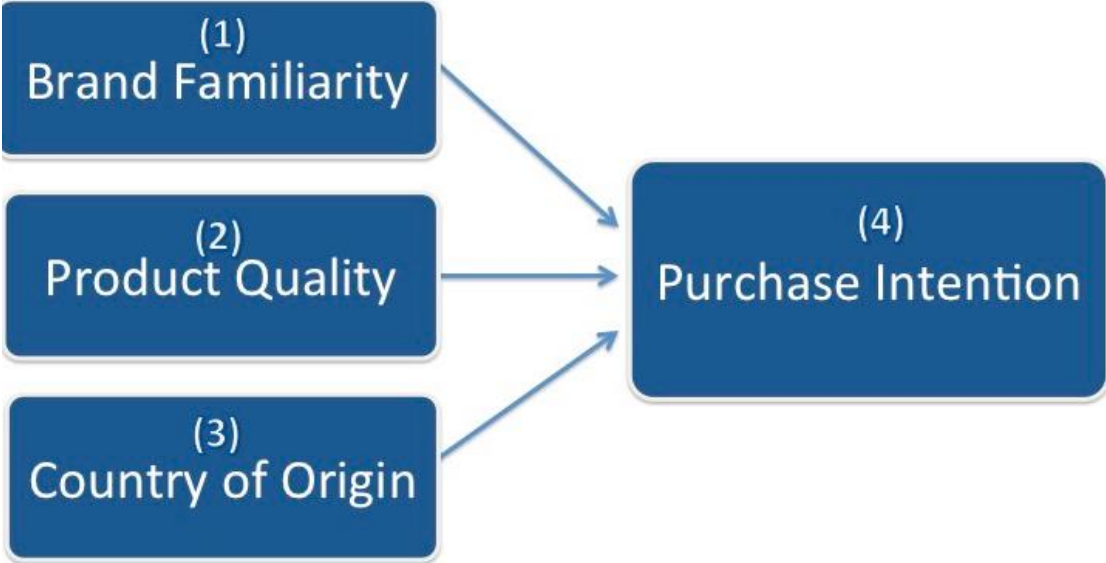 (1)
Brand Familiarity
(2)
Product Quality
(3)
Country of Origin
(4)
Purchase Intention